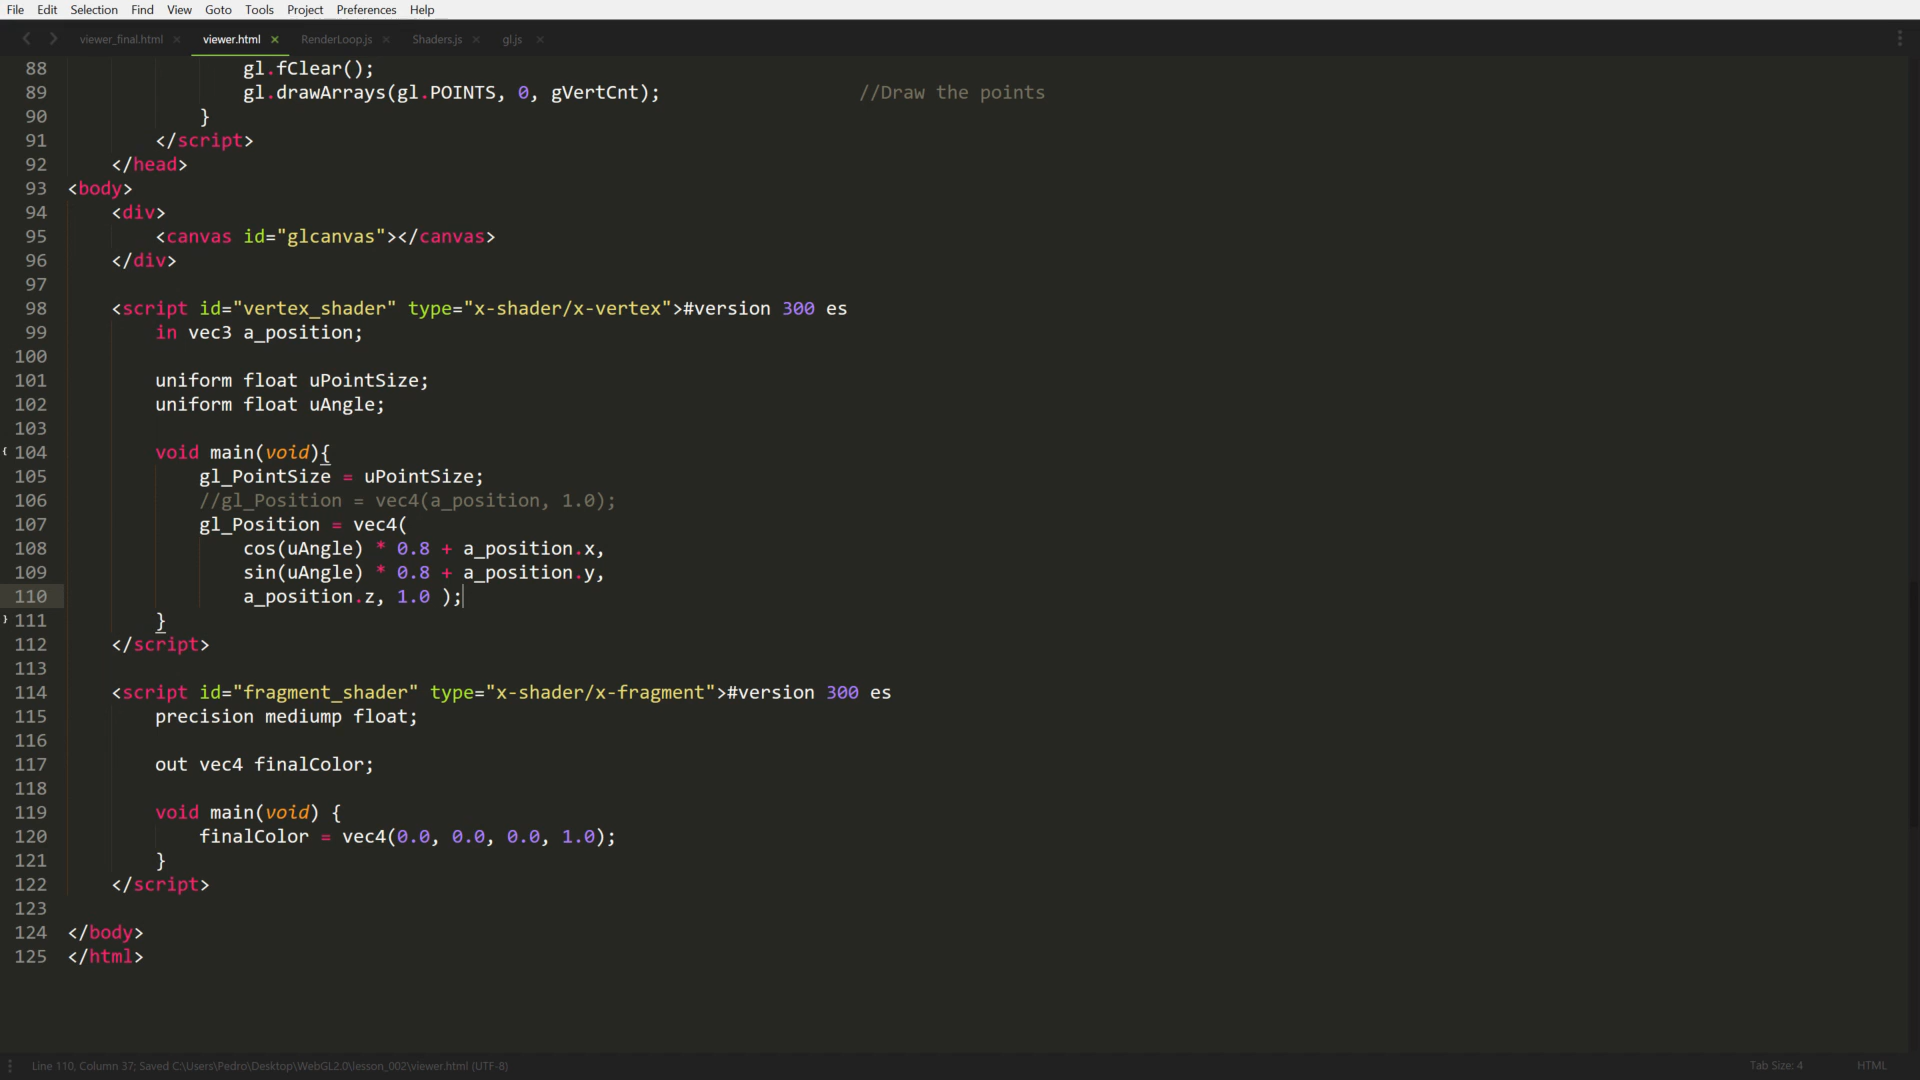 File Edit Selection Find View Goto Tools Project Preferences Help
viewer_final.html × viewer.html × RenderLoop.js × Shaders.js × gl.js ×
88 gl.fClear();
89 gl.drawArrays(gl.POINTS, 0, gVertCnt); //Draw the points
90 }
91 </script>
92 </head>
93 <body>
94 <div>
95 <canvas id="glcanvas"></canvas>
96 </div>
97
98 <script id="vertex_shader" type="x-shader/x-vertex">#version 300 es
99 in vec3 a_position;
100
101 uniform float uPointSize;
102 uniform float uAngle;
103
104 void main(void){
105 gl_PointSize = uPointSize;
106 //gl_Position = vec4(a_position, 1.0);
107 gl_Position = vec4(
108 cos(uAngle) * 0.8 + a_position.x,
109 sin(uAngle) * 0.8 + a_position.y,
110 a_position.z, 1.0 );
111 }
112 </script>
113
114 <script id="fragment_shader" type="x-shader/x-fragment">#version 300 es
115 precision mediump float;
116
117 out vec4 finalColor;
118
119 void main(void) {
120 finalColor = vec4(0.0, 0.0, 0.0, 1.0);
121 }
122 </script>
123
124 </body>
125 </html>
Line 110, Column 37; Saved C:\Users\Pedro\Desktop\WebGL2.0\lesson_002\viewer.html (UTF-8) Tab Size: 4 HTML